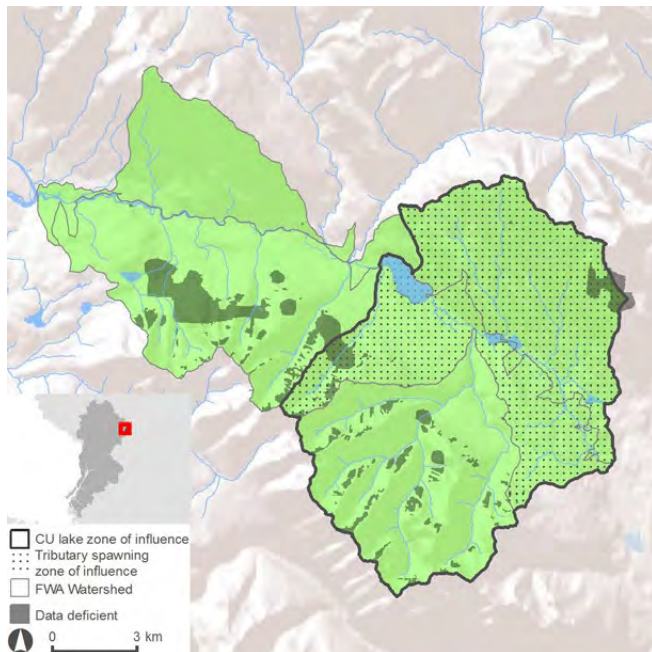 CU lake zone of influence
Tributary spawning
zone of influence
FWA Watershed
Data deficient
0 3 km